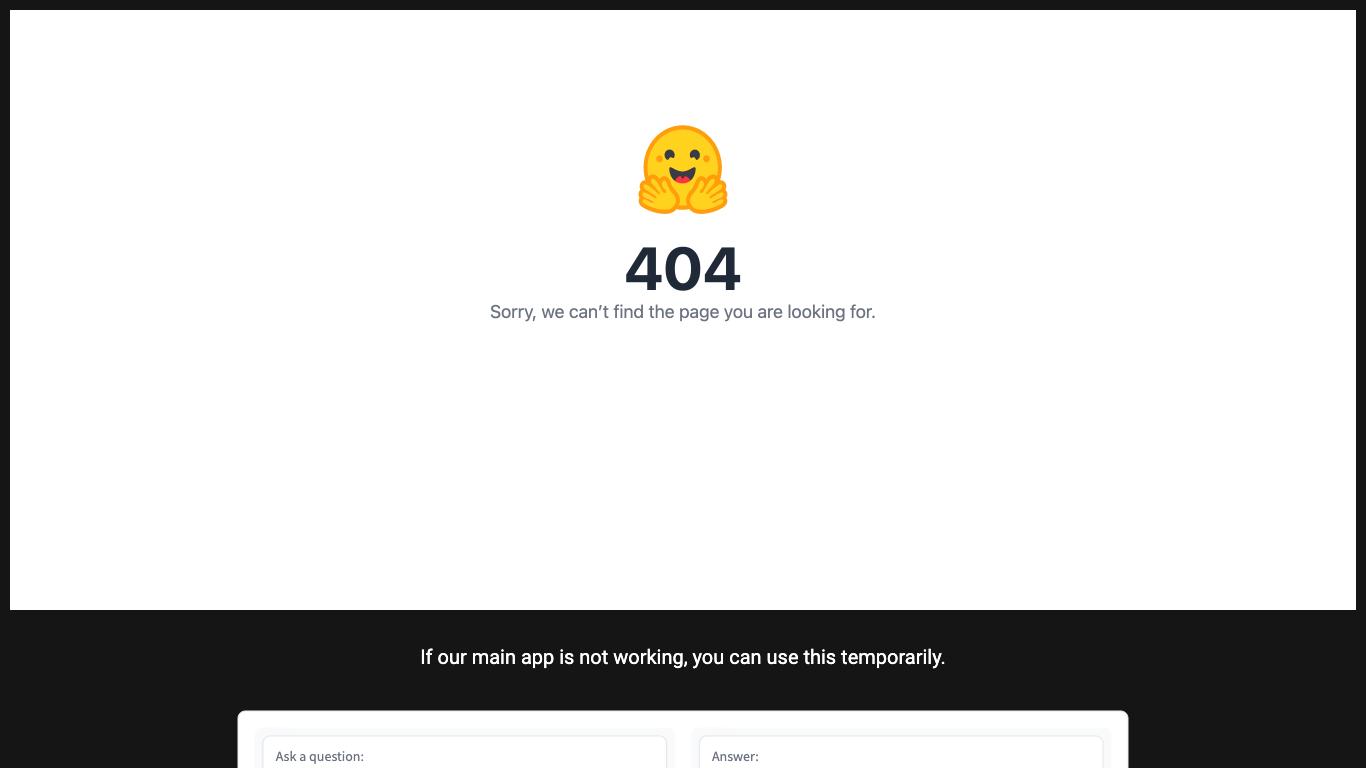 404
Sorry, we can’t find the page you are looking for.
If our main app is not working, you can use this temporarily.
Ask a question:
Answer: